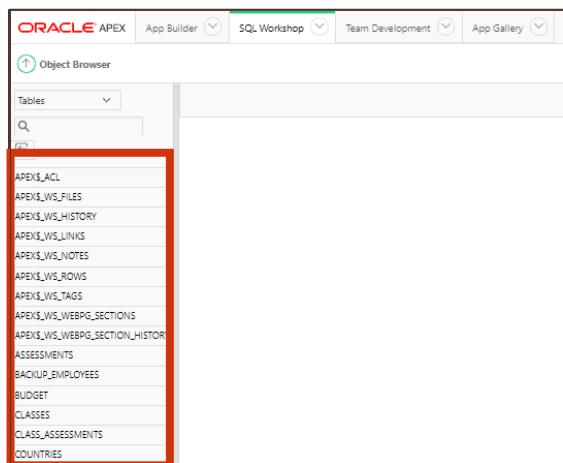 ORACLE APEX App Builder SQL Workshop Team Development App Gallery
Object Browser
Tables
APEX$_ACL
APEX$_WS_FILES
APEX$_WS_HISTORY
APEX$_WS_LINKS
APEX$_WS_NOTES
APEX$_WS_ROWS
APEX$_WS_TAGS
APEX$_WS_WEBPG_SECTIONS
APEX$_WS_WEBPG_SECTION_HISTORY
ASSESSMENTS
BACKUP_EMPLOYEES
BUDGET
CLASSES
CLASS_ASSESSMENTS
COUNTRIES